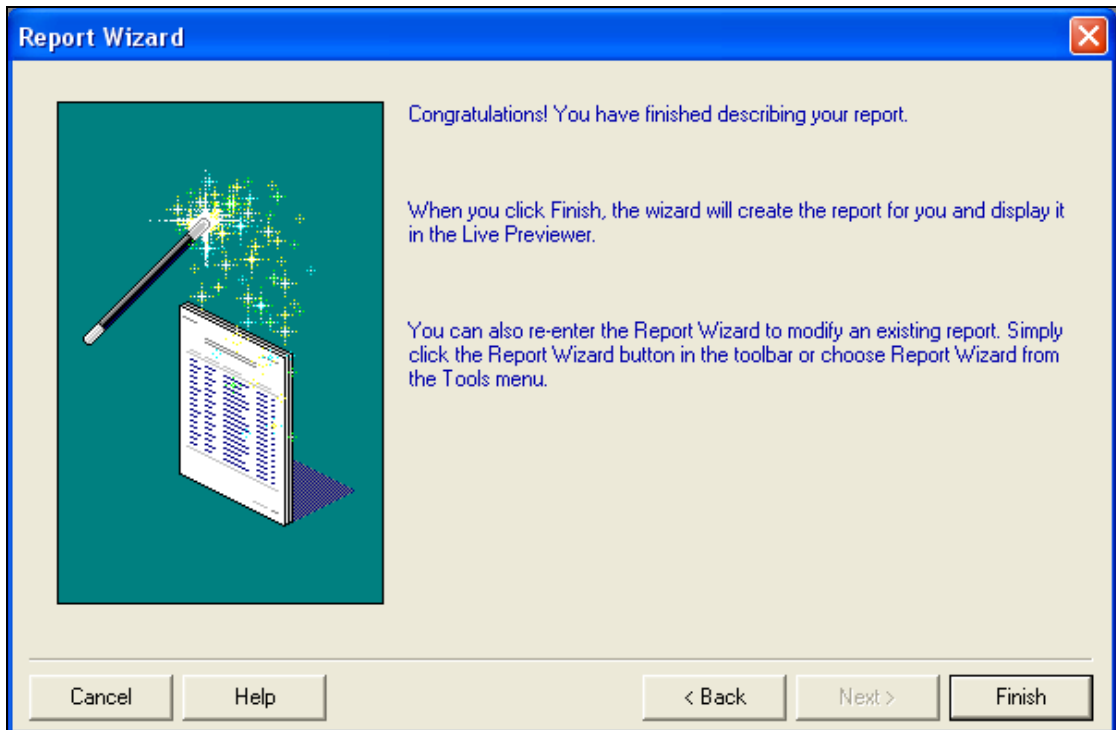 Report Wizard
Congratulations! You have finished describing your report.
When you click Finish, the wizard will create the report for you and display it
in the Live Previewer.
You can also re-enter the Report Wizard to modify an existing report. Simply
click the Report Wizard button in the toolbar or choose Report Wizard from
the Tools menu.
Cancel Help < Back Next > Finish